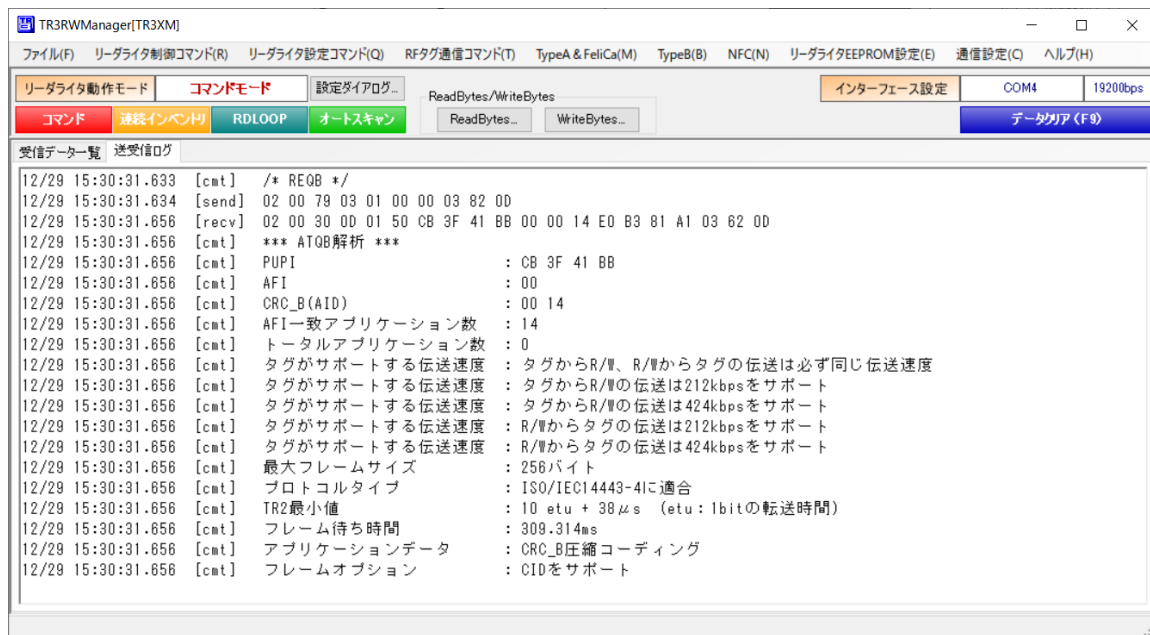 TR3RWManager[TR3XM]
ファイル(F) リーダライタ制御コマンド(R) リーダライタ設定コマンド(Q) RFタグ通信コマンド(T) TypeA & FeliCa(M) TypeB(B) NFC(N) リーダライタEEPROM設定(E) 通信設定(C) ヘルプ(H)
リーダライタ動作モード コマンドモード 設定ダイアログ... ReadBytes/WriteBytes インターフェース設定 COM4 19200bps
コマンド 連続インベントリ RDLOOP オートスキャン ReadBytes... WriteBytes... データクリア(F9)
受信データ一覧 送受信ログ
12/29 15:30:31.633 [cmt] /* REQB */
12/29 15:30:31.634 [send] 02 00 79 03 01 00 00 03 82 0D
12/29 15:30:31.656 [recv] 02 00 30 0D 01 50 CB 3F 41 BB 00 00 14 E0 B3 81 A1 03 62 0D
12/29 15:30:31.656 [cmt] *** ATQB解析 ***
12/29 15:30:31.656 [cmt] PUPI : CB 3F 41 BB
12/29 15:30:31.656 [cmt] AFI : 00
12/29 15:30:31.656 [cmt] CRC_B(AID) : 00 14
12/29 15:30:31.656 [cmt] AFI一致アプリケーション数 : 14
12/29 15:30:31.656 [cmt] トータルアプリケーション数 : 0
12/29 15:30:31.656 [cmt] タグがサポートする伝送速度 : タグからR/W、R/Wからタグの伝送は必ず同じ伝送速度
12/29 15:30:31.656 [cmt] タグがサポートする伝送速度 : タグからR/Wの伝送は212kbpsをサポート
12/29 15:30:31.656 [cmt] タグがサポートする伝送速度 : タグからR/Wの伝送は424kbpsをサポート
12/29 15:30:31.656 [cmt] タグがサポートする伝送速度 : R/Wからタグの伝送は212kbpsをサポート
12/29 15:30:31.656 [cmt] タグがサポートする伝送速度 : R/Wからタグの伝送は424kbpsをサポート
12/29 15:30:31.656 [cmt] 最大フレームサイズ : 256バイト
12/29 15:30:31.656 [cmt] プロトコルタイプ : ISO/IEC14443-4に適合
12/29 15:30:31.656 [cmt] TR2最小値 : 10 etu + 38μs (etu:1bitの転送時間)
12/29 15:30:31.656 [cmt] フレーム待ち時間 : 309.314ms
12/29 15:30:31.656 [cmt] アプリケーションデータ : CRC_B圧縮コーディング
12/29 15:30:31.656 [cmt] フレームオプション : CIDをサポート